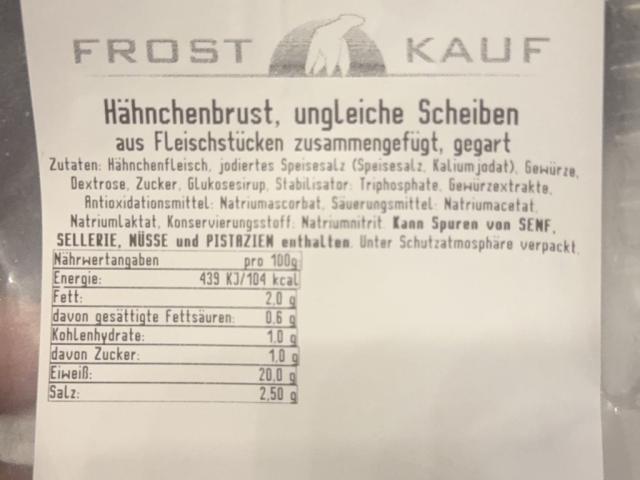 FROST KAUF
Hähnchenbrust, ungleiche Scheiben
aus Fleischstücken zusammengefügt, gegart
Zutaten: Hähnchenfleisch, jodiertes Speisesalz (Speisesalz, Kaliumjodat), Gewürze,
Dextrose, Zucker, Glukosesirup, Stabilisator: Triphosphate, Gewürzextrakte,
Antioxidationsmittel: Natriumascorbat, Säuerungsmittel: Natriumacetat,
Natriumlaktat, Konservierungsstoff: Natriumnitrit. Kann Spuren von SENF,
SELLERIE, NÜSSE und PISTAZIEN enthalten. Unter Schutzatmosphäre verpackt.
Nährwertangaben pro 100g
Energie: 439 KJ/104 kcal
Fett: 2,0 g
davon gesättigte Fettsäuren: 0,6 g
Kohlenhydrate: 1,0 g
davon Zucker: 1,0 g
Eiweiß: 20,0 g
Salz: 2,50 g